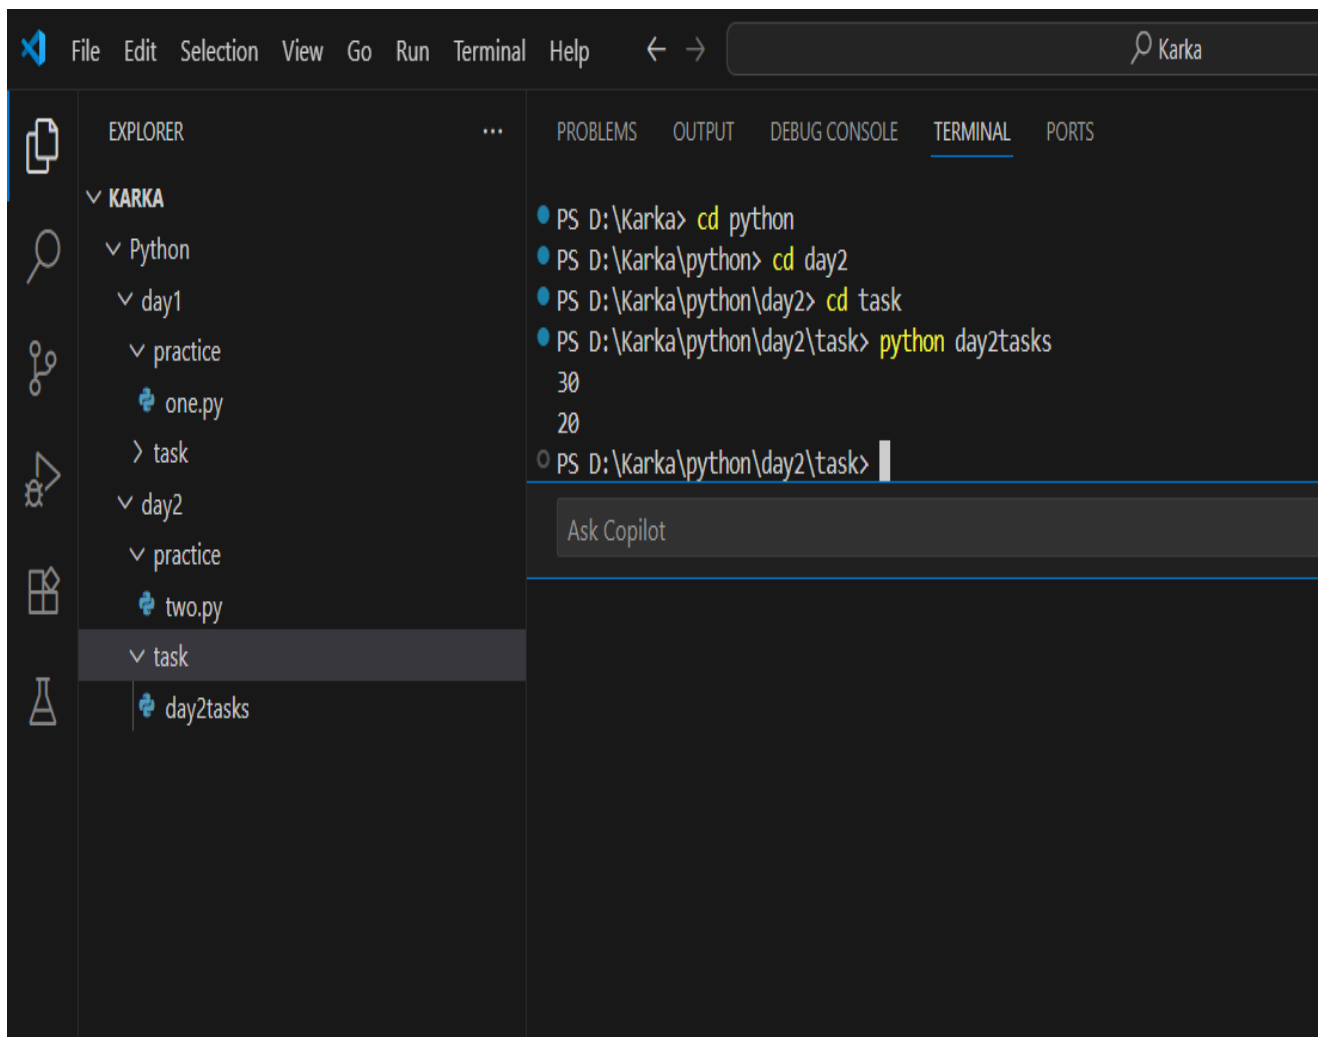 File Edit Selection View Go Run Terminal Help
Karka
EXPLORER
KARKA
Python
day1
practice
one.py
task
day2
practice
two.py
task
day2tasks
PROBLEMS OUTPUT DEBUG CONSOLE TERMINAL PORTS
PS D:\Karka> cd python
PS D:\Karka\python> cd day2
PS D:\Karka\python\day2> cd task
PS D:\Karka\python\day2\task> python day2tasks
30
20
PS D:\Karka\python\day2\task>
Ask Copilot